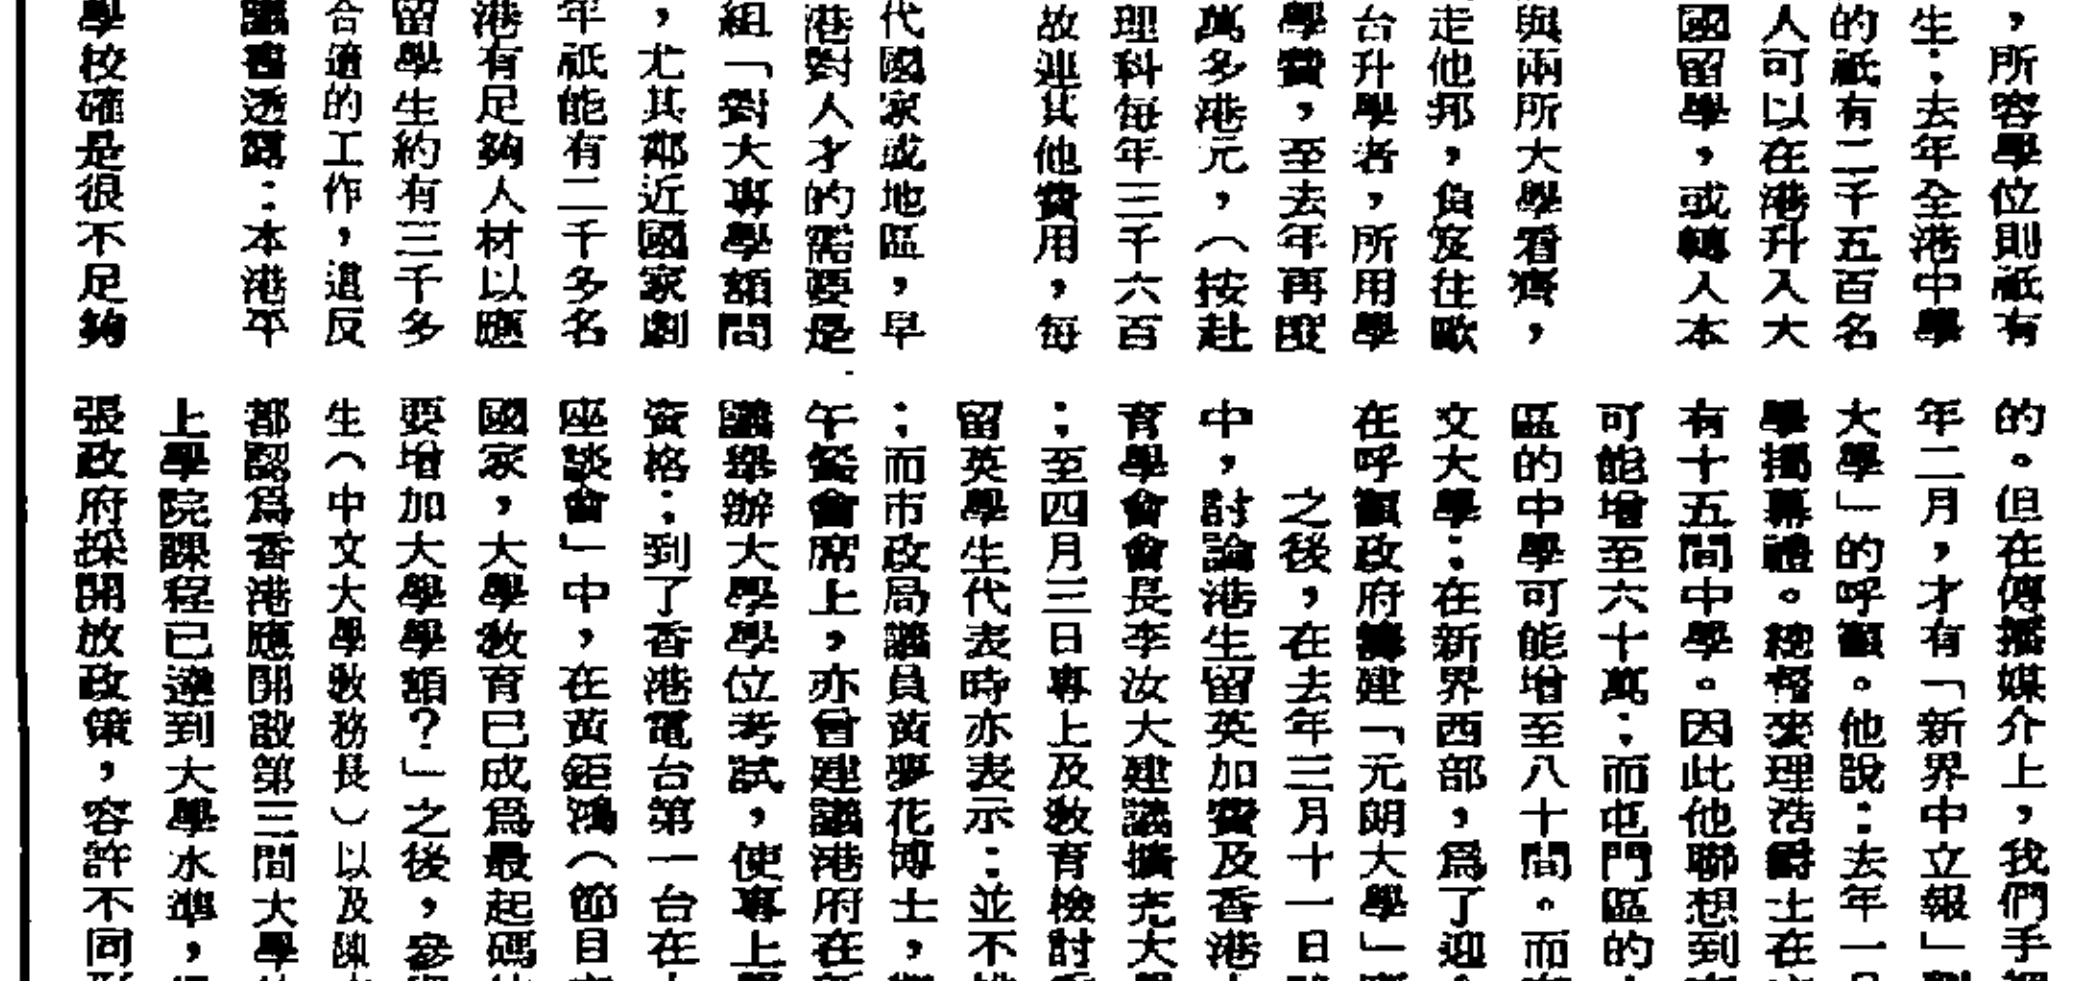 ，所容學位則祇有
生；去年全港中學
的祇有二千五百名
人可以在港升入大
國留學，或轉入本
與兩所大學看齊，
走他邦，負笈往歐
台升學者，所用學
學費，至去年再度
萬多港元，（按赴
理科每年三千六百
故連其他費用，每
代國家或地區，早
港對人才的需要是
組「對大專學額問
，尤其鄰近國家劃
年祇能有二千多名
港有足夠人材以應
留學生約有三千多
合適的工作，這反
議書透露：本港平
學校確是很不足夠
的。但在傳播媒介上，我們手
年二月，才有「新界中立報」
大學」的呼籲。他說：去年一
學揭幕禮。總督麥理浩爵士在
有十五間中學。因此他聯想到
可能增至六十萬；而屯門區的
區的中學可能增至八十間。而
文大學；在新界西部，爲了迎
在呼籲政府籌建「元朗大學」
之後，在去年三月十一日
中，討論港生留英加費及香港
育學會會長李汝大建議擴充大
；至四月三日專上及教育檢討
留英學生代表時亦表示：並不
；而市政局議員黃夢花博士，
午餐會席上，亦曾建議港府在
議舉辦大學學位考試，使專上
資格；到了香港電台第一台在
座談會」中，在黃鉅鴻（節目
國家，大學教育已成爲最起碼
要增加大學學額？」之後，參
生（中文大學教務長）以及陳
都認爲香港應開設第三間大學
上學院課程已達到大學水準，
張政府採開放政策，容許不同